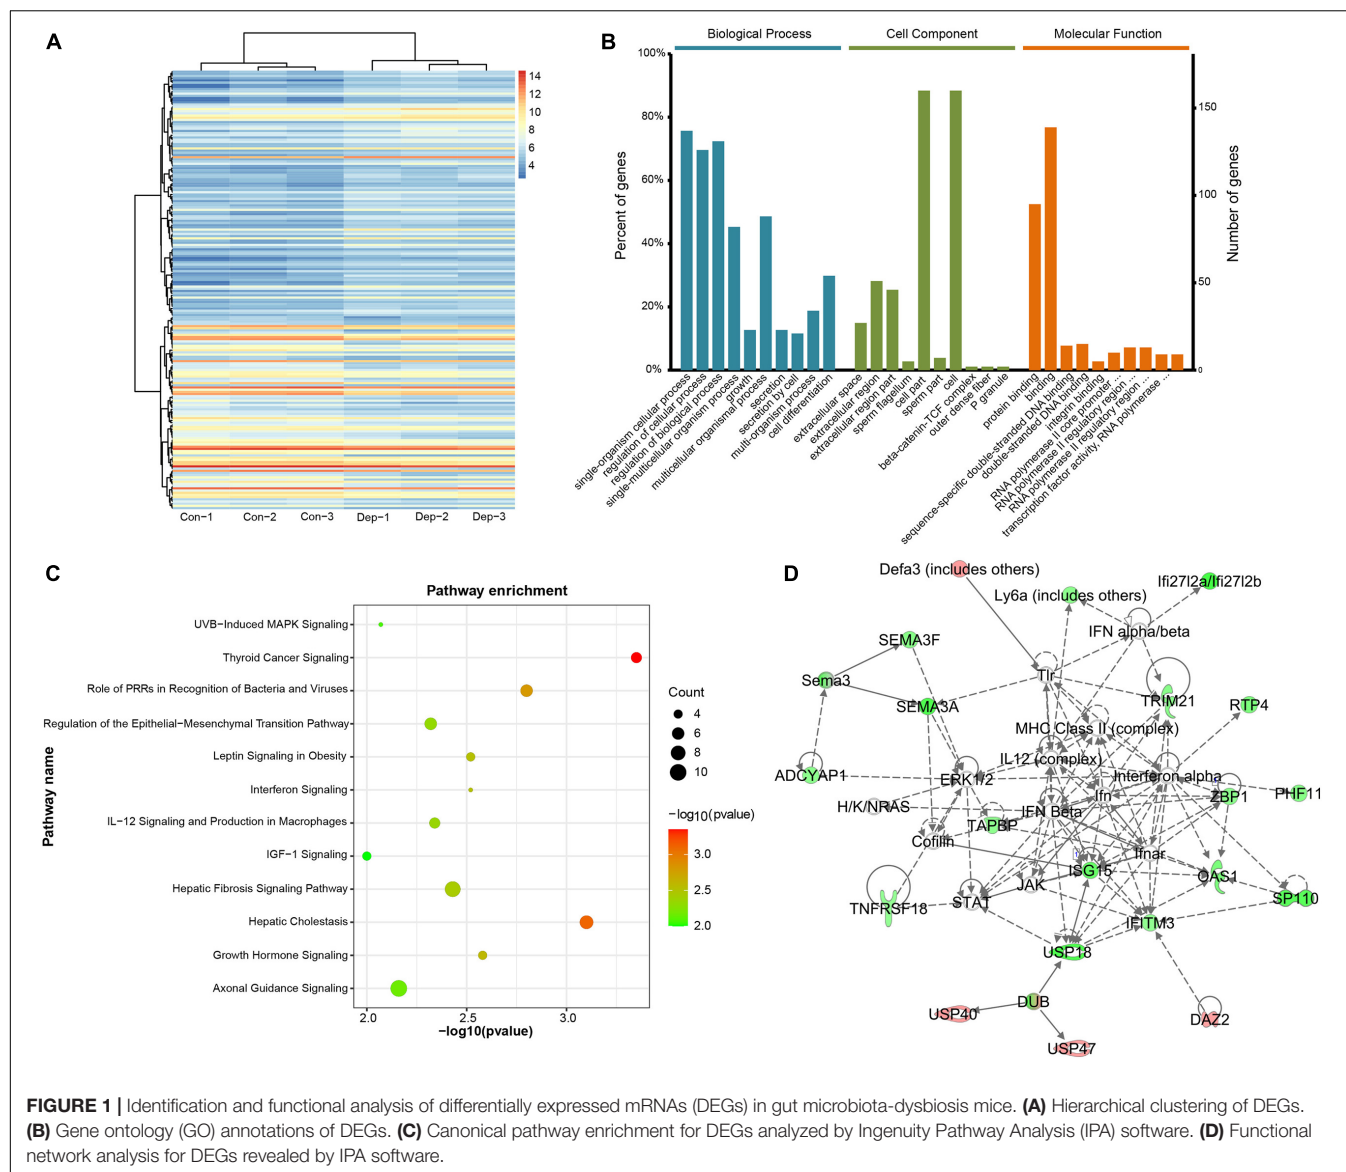 A
14
12
10
8
6
4
Con−1
Con−2
Con−3
Dep−1
Dep−2
Dep−3
B
Biological Process
Cell Component
Molecular Function
100%
80%
60%
40%
20%
0%
Percent of genes
150
100
50
0
Number of genes
single-organism cellular process
regulation of cellular process
regulation of biological process
single-multicellular organism process
growth
multicellular organismal process
secretion
secretion by cell
multi-organism process
cell differentiation
extracellular space
extracellular region
extracellular region part
sperm flagellum
cell part
sperm part
cell
beta-catenin-TCF complex
outer dense fiber
P granule
protein binding
binding
sequence-specific double-stranded DNA binding
double-stranded DNA binding
integrin binding
RNA polymerase II core promoter ...
RNA polymerase II regulatory region ...
RNA polymerase II regulatory region ...
transcription factor activity, RNA polymerase ...
C
Pathway enrichment
Pathway name
UVB−Induced MAPK Signaling
Thyroid Cancer Signaling
Role of PRRs in Recognition of Bacteria and Viruses
Regulation of the Epithelial−Mesenchymal Transition Pathway
Leptin Signaling in Obesity
Interferon Signaling
IL−12 Signaling and Production in Macrophages
IGF−1 Signaling
Hepatic Fibrosis Signaling Pathway
Hepatic Cholestasis
Growth Hormone Signaling
Axonal Guidance Signaling
2.0
2.5
3.0
−log10(pvalue)
Count
4
6
8
10
−log10(pvalue)
3.0
2.5
2.0
D
Defa3 (includes others)
Ifi27l2a/Ifi27l2b
Ly6a (includes others)
IFN alpha/beta
SEMA3F
Sema3
Tlr
TRIM21
SEMA3A
RTP4
MHC Class II (complex)
IL12 (complex)
ADCYAP1
ERK1/2
Interferon alpha
Ifn
ZBP1
PHF11
H/K/NRAS
IFN Beta
TAPBP
Cofilin
Ifnar
ISG15
OAS1
JAK
STAT
SP110
TNFRSF18
IFITM3
USP18
DUB
USP40
DAZ2
USP47
FIGURE 1 | Identification and functional analysis of differentially expressed mRNAs (DEGs) in gut microbiota-dysbiosis mice. (A) Hierarchical clustering of DEGs.
(B) Gene ontology (GO) annotations of DEGs. (C) Canonical pathway enrichment for DEGs analyzed by Ingenuity Pathway Analysis (IPA) software. (D) Functional
network analysis for DEGs revealed by IPA software.